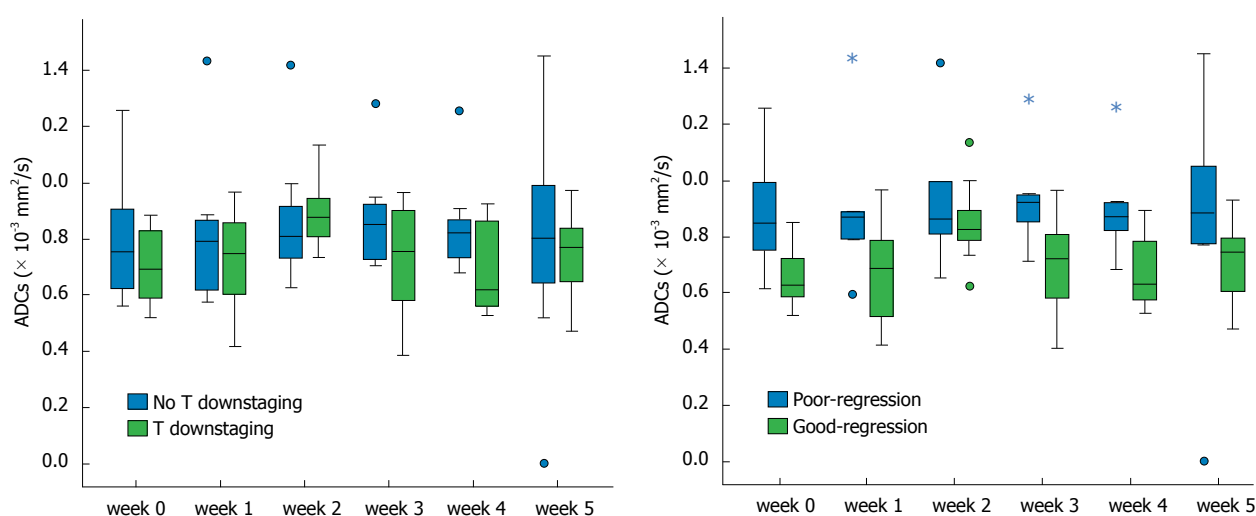 1.4
0.2
0.0
0.8
0.6
0.4
0.2
0.0
ADCs (× 10⁻³ mm²/s)
No T downstaging
T downstaging
week 0 week 1 week 2 week 3 week 4 week 5
1.4
0.2
0.0
0.8
0.6
0.4
0.2
0.0
ADCs (× 10⁻³ mm²/s)
Poor-regression
Good-regression
week 0 week 1 week 2 week 3 week 4 week 5